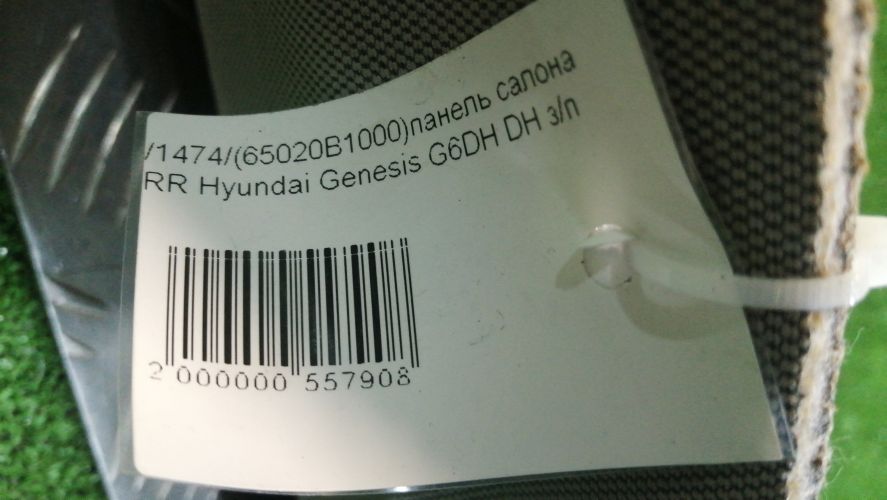 /1474/(65020B1000)панель салона
RR Hyundai Genesis G6DH DH з/п
2 000000 557908